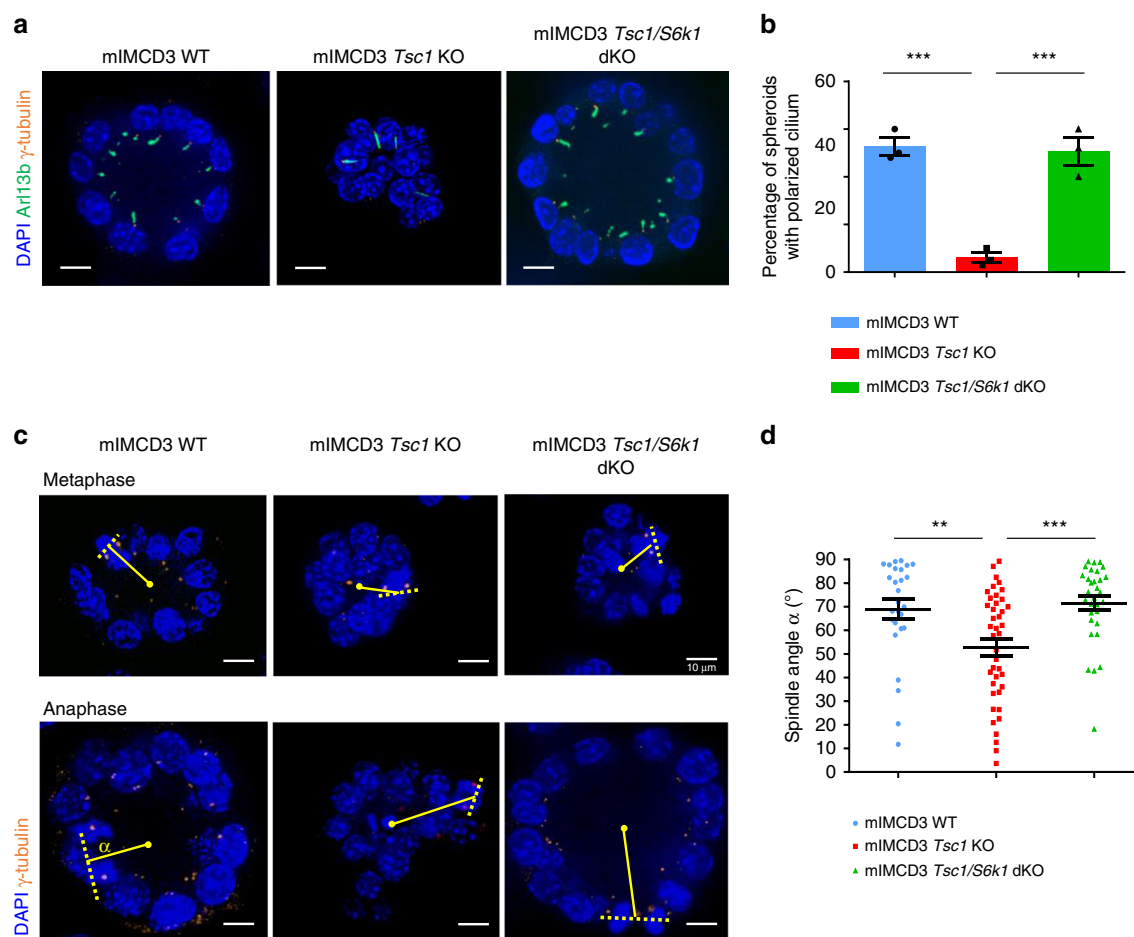 a
mIMCD3 WT
mIMCD3 Tsc1 KO
mIMCD3 Tsc1/S6k1
dKO
DAPI Arl13b γ-tubulin
b
***
***
Percentage of spheroids
with polarized cilium
60
40
20
0
mIMCD3 WT
mIMCD3 Tsc1 KO
mIMCD3 Tsc1/S6k1 dKO
c
mIMCD3 WT
mIMCD3 Tsc1 KO
mIMCD3 Tsc1/S6k1
dKO
Metaphase
10 μm
Anaphase
α
DAPI γ-tubulin
d
**
***
Spindle angle α (°)
90
80
70
60
50
40
30
20
10
0
mIMCD3 WT
mIMCD3 Tsc1 KO
mIMCD3 Tsc1/S6k1 dKO